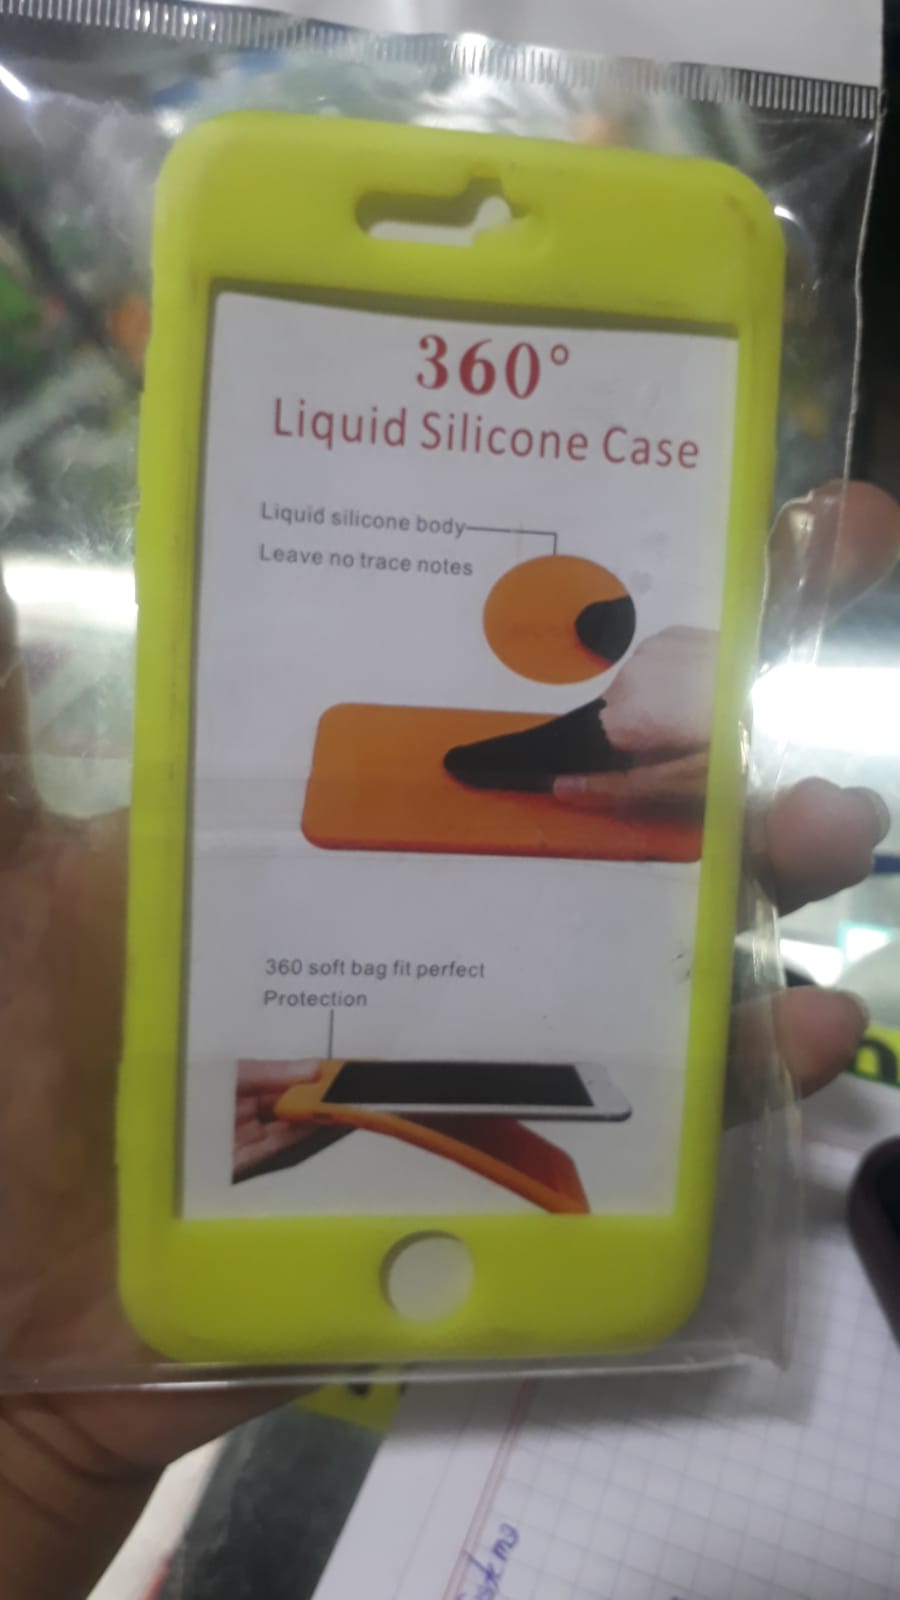 360°
Liquid Silicone Case
Liquid silicone body
Leave no trace notes
360 soft bag fit perfect
Protection